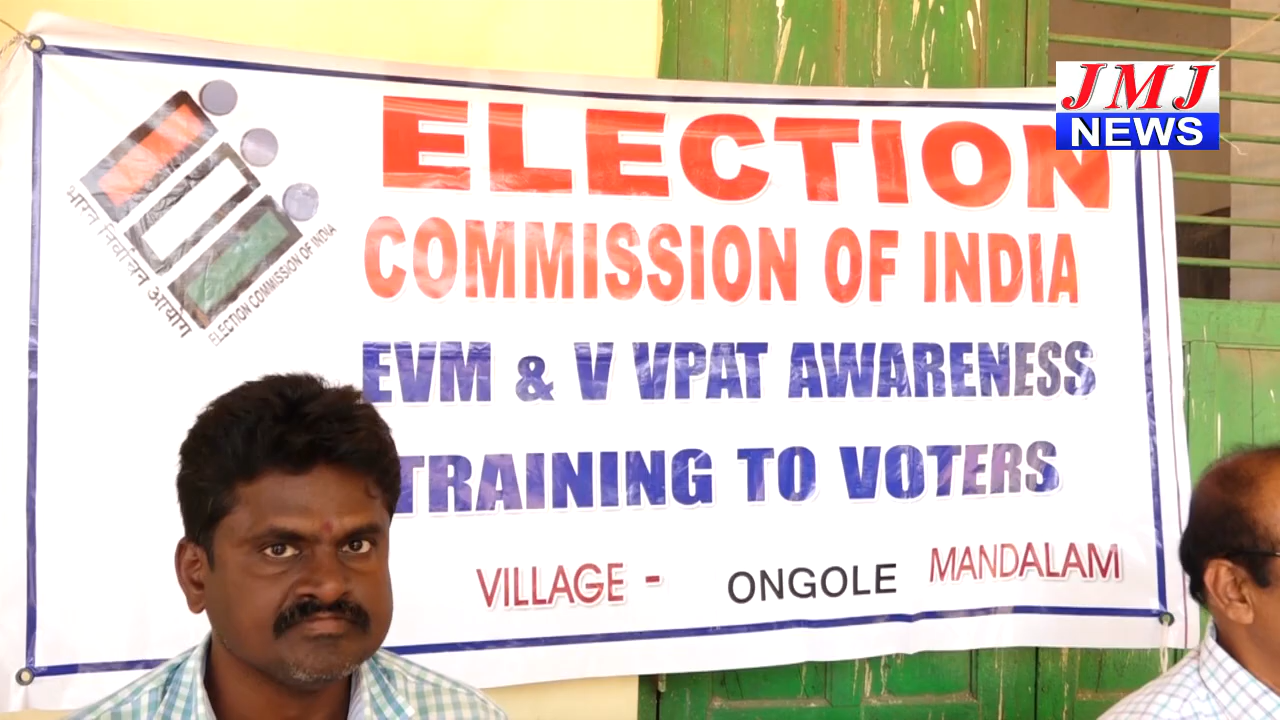 JMJ
NEWS
भारत निर्वाचन आयोग
ELECTION COMMISSION OF INDIA
ELECTION
COMMISSION OF INDIA
EVM & V VPAT AWARENESS
TRAINING TO VOTERS
VILLAGE - ONGOLE MANDALAM